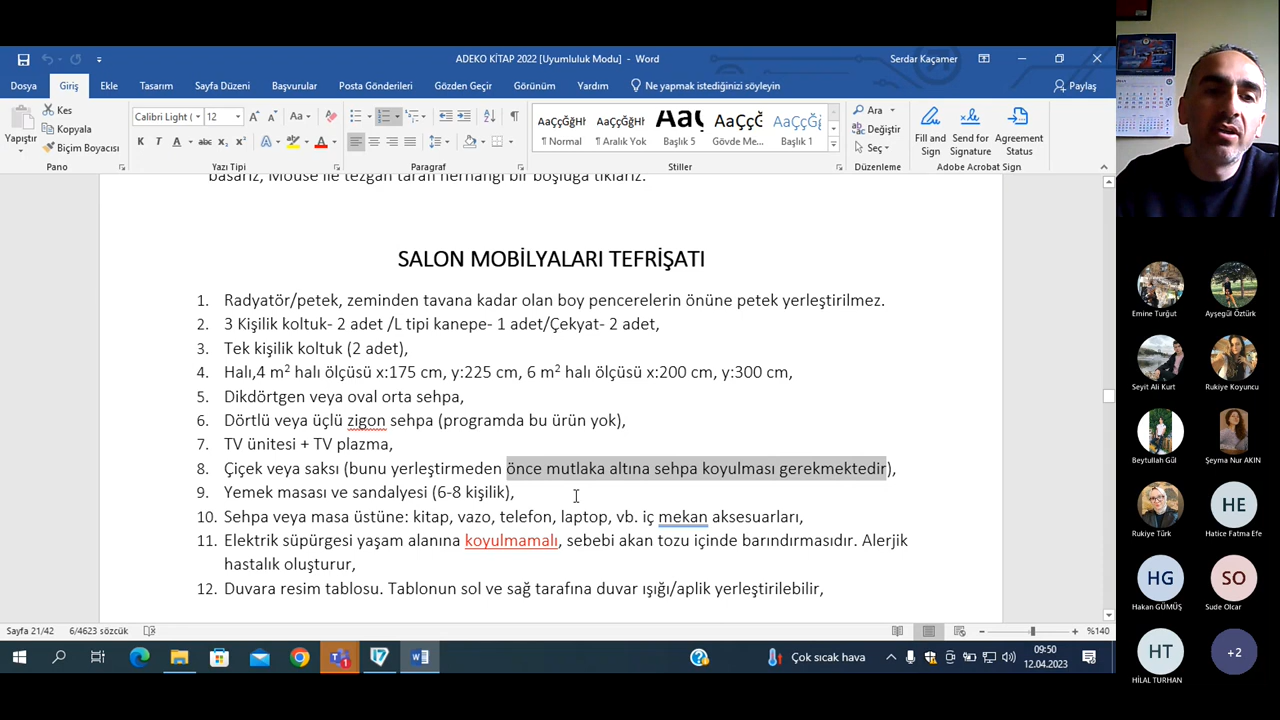 ADEKO KİTAP 2022 [Uyumluluk Modu] - Word
Serdar Kaçamer
Dosya Giriş Ekle Tasarım Sayfa Düzeni Başvurular Posta Gönderileri Gözden Geçir Görünüm Yardım Ne yapmak istediğinizi söyleyin Paylaş
Yapıştır
Kes
Kopyala
Biçim Boyacısı
Pano
Calibri Light ( 12
Yazı Tipi
Paragraf
AaÇçĞğHł AaÇçĞğHł AaÇç AaÇçĞ AaÇçĞğ
¶ Normal ¶ Aralık Yok Başlık 5 Gövde Me... Başlık 1
Stiller
Ara
Değiştir
Seç
Düzenleme
Fill and Sign
Send for Signature
Agreement Status
Adobe Acrobat Sign
basarız, Mouse ile tezgah tarafı herhangi bir boşluğa tıklarız.
SALON MOBİLYALARI TEFRİŞATI
1. Radyatör/petek, zeminden tavana kadar olan boy pencerelerin önüne petek yerleştirilmez.
2. 3 Kişilik koltuk- 2 adet /L tipi kanepe- 1 adet/Çekyat- 2 adet,
3. Tek kişilik koltuk (2 adet),
4. Halı,4 m2 halı ölçüsü x:175 cm, y:225 cm, 6 m2 halı ölçüsü x:200 cm, y:300 cm,
5. Dikdörtgen veya oval orta sehpa,
6. Dörtlü veya üçlü zigon sehpa (programda bu ürün yok),
7. TV ünitesi + TV plazma,
8. Çiçek veya saksı (bunu yerleştirmeden önce mutlaka altına sehpa koyulması gerekmektedir),
9. Yemek masası ve sandalyesi (6-8 kişilik),
10. Sehpa veya masa üstüne: kitap, vazo, telefon, laptop, vb. iç mekan aksesuarları,
11. Elektrik süpürgesi yaşam alanına koyulmamalı, sebebi akan tozu içinde barındırmasıdır. Alerjik
hastalık oluşturur,
12. Duvara resim tablosu. Tablonun sol ve sağ tarafına duvar ışığı/aplik yerleştirilebilir,
Sayfa 21/42 6/4623 sözcük %140
Çok sıcak hava
09:50
12.04.2023
Emine Turğut
Ayşegül Öztürk
Seyit Ali Kurt
Rukiye Koyuncu
Beytullah Gül
Şeyma Nur AKIN
HE
Rukiye Türk
Hatice Fatma Efe
HG
SO
Hakan GÜMÜŞ
Sude Olcar
HT
+2
HİLAL TURHAN